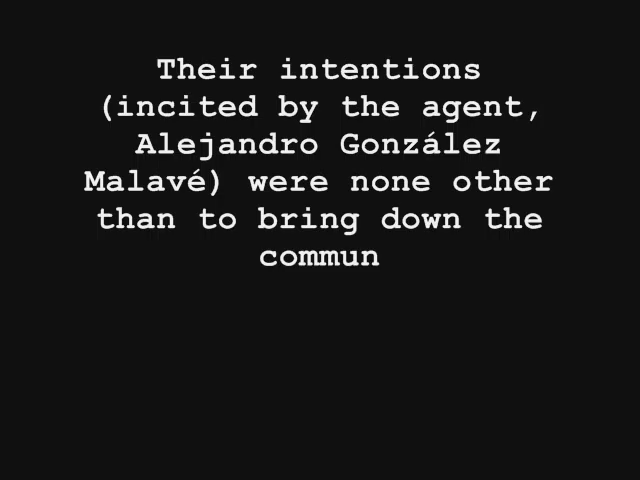 Their intentions
(incited by the agent,
Alejandro González
Malavé) were none other
than to bring down the
commun